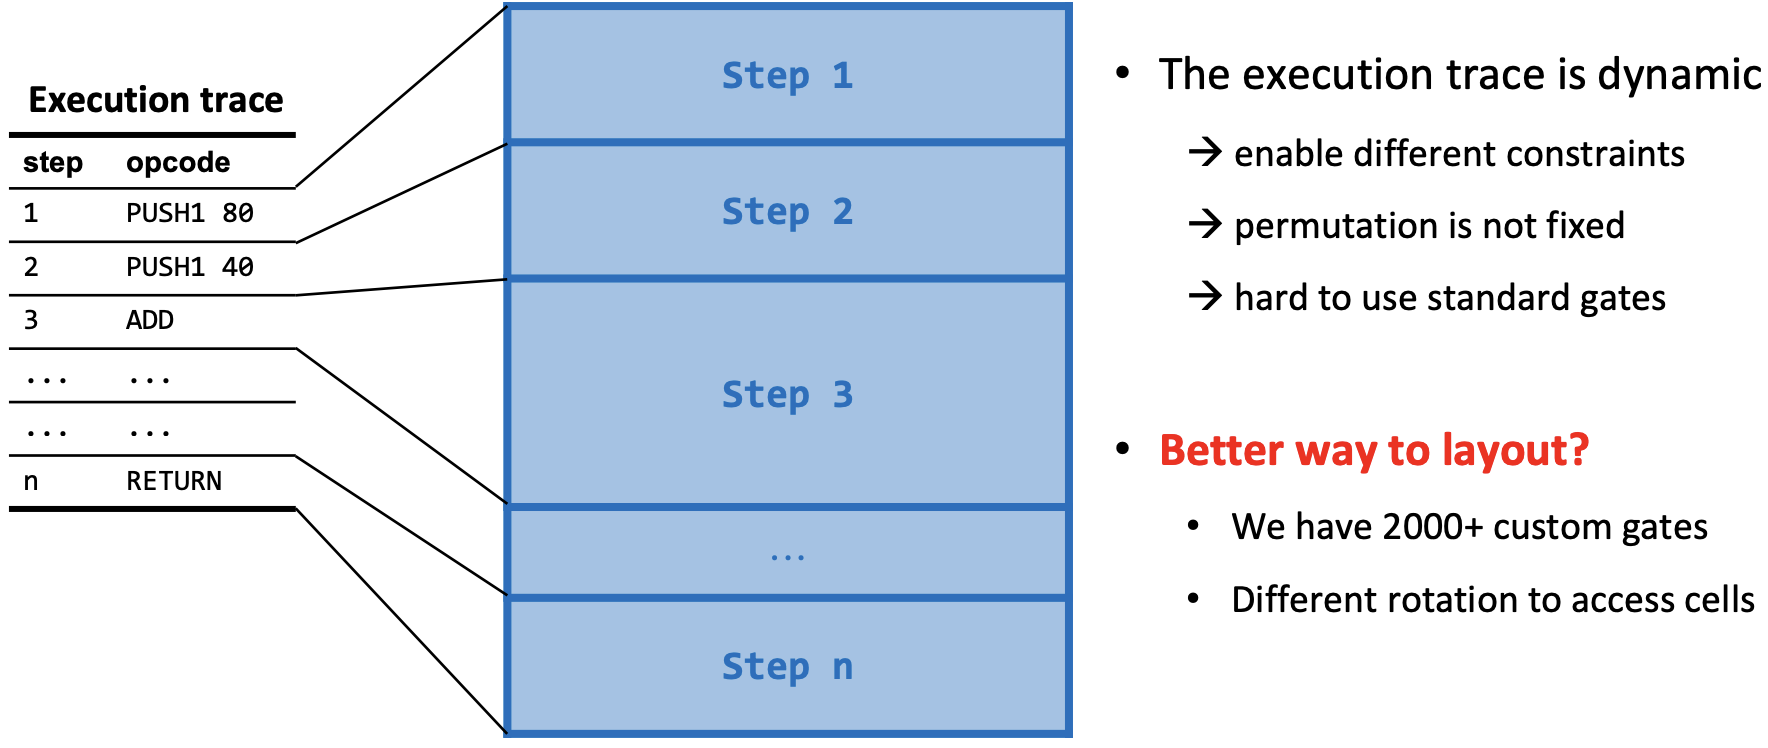 Execution trace
step opcode
1 PUSH1 80
2 PUSH1 40
3 ADD
... ...
... ...
n RETURN
Step 1
Step 2
Step 3
...
Step n
• The execution trace is dynamic
→ enable different constraints
→ permutation is not fixed
→ hard to use standard gates
• Better way to layout?
• We have 2000+ custom gates
• Different rotation to access cells